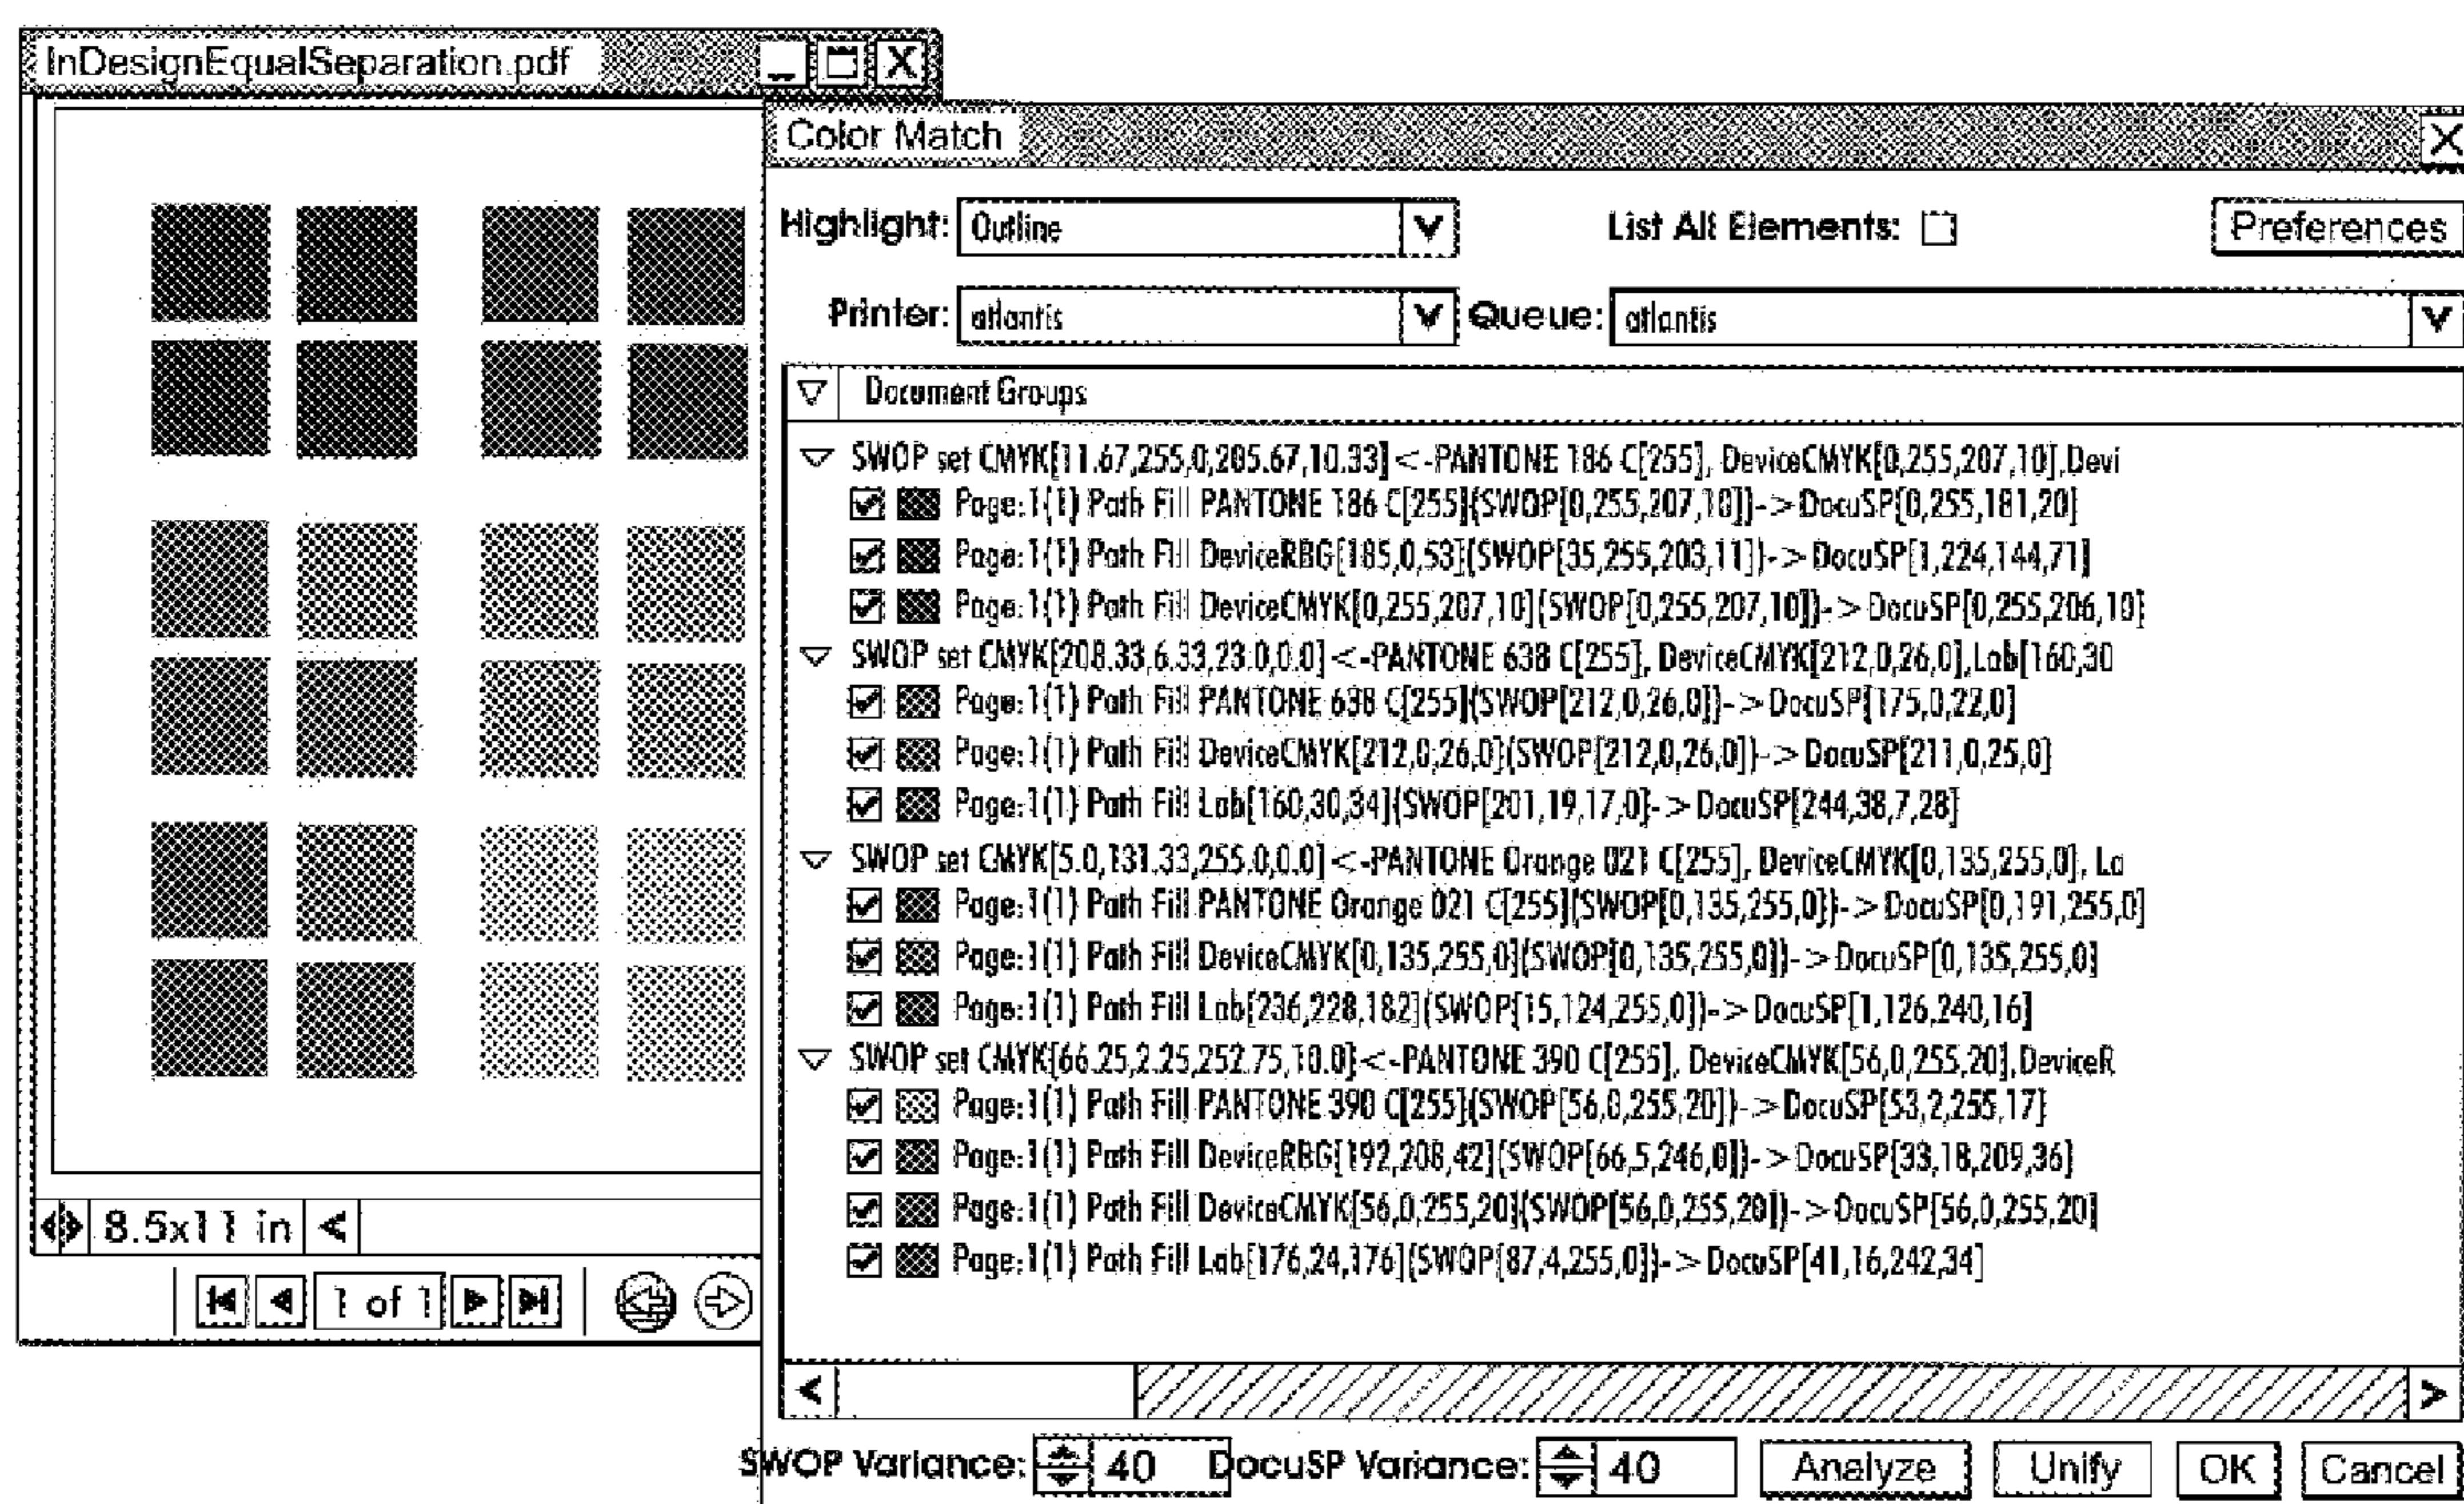 InDesignEqualSeparation.pdf
Color Match
Highlight: Outline List All Elements: Preferences
Printer: atlantis Queue: atlantis
Document Groups
SWOP set CMYK[11.67,255,0,205.67,10.33]<-PANTONE 186 C[255], DeviceCMYK[0,255,207,10],Devi
Page:1(1) Path Fill PANTONE 186 C[255](SWOP[0,255,207,10])->DocuSP[0,255,181,20]
Page:1(1) Path Fill DeviceRBG[185,0,53](SWOP[35,255,203,11])->DocuSP[1,224,144,71]
Page:1(1) Path Fill DeviceCMYK[0,255,207,10](SWOP[0,255,207,10])->DocuSP[0,255,206,10]
SWOP set CMYK[208.33,6.33,23.0,0.0]<-PANTONE 638 C[255], DeviceCMYK[212,0,26,0],Lab[160,30
Page:1(1) Path Fill PANTONE 638 C[255](SWOP[212,0,26,0])->DocuSP[175,0,22,0]
Page:1(1) Path Fill DeviceCMYK[212,0,26,0](SWOP[212,0,26,0])->DocuSP[211,0,25,0]
Page:1(1) Path Fill Lab[160,30,34](SWOP[201,19,17,0]->DocuSP[244,38,7,28]
SWOP set CMYK[5.0,131.33,255.0,0.0]<-PANTONE Orange 021 C[255], DeviceCMYK[0,135,255,0], La
Page:1(1) Path Fill PANTONE Orange 021 C[255](SWOP[0,135,255,0])->DocuSP[0,191,255,0]
Page:1(1) Path Fill DeviceCMYK[0,135,255,0](SWOP[0,135,255,0])->DocuSP[0,135,255,0]
Page:1(1) Path Fill Lab[236,228,182](SWOP[15,124,255,0])->DocuSP[1,126,240,16]
SWOP set CMYK[66.25,2.25,252.75,10.0]<-PANTONE 390 C[255], DeviceCMYK[56,0,255,20],DeviceR
Page:1(1) Path Fill PANTONE 390 C[255](SWOP[56,0,255,20])->DocuSP[53,2,255,17]
Page:1(1) Path Fill DeviceRBG[192,208,42](SWOP[66,5,246,0])->DocuSP[33,18,209,36]
Page:1(1) Path Fill DeviceCMYK[56,0,255,20](SWOP[56,0,255,20])->DocuSP[56,0,255,20]
Page:1(1) Path Fill Lab[176,24,176](SWOP[87,4,255,0])->DocuSP[41,16,242,34]
8.5x11 in
1 of 1
SWOP Variance: 40 DocuSP Variance: 40 Analyze Unify OK Cancel